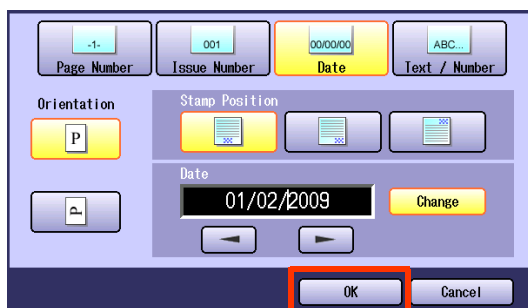 -1-
Page Number
001
Issue Number
00/00/00
Date
ABC...
Text / Number
Orientation
P
P
Stamp Position
Date
01/02/2009
Change
OK
Cancel